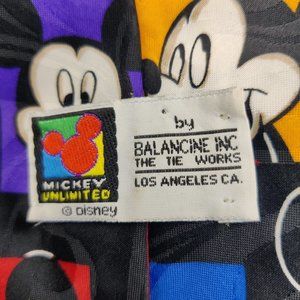 MICKEY
UNLIMITED
© Disney
by
BALANCINE INC
THE TIE WORKS
LOS ANGELES CA.